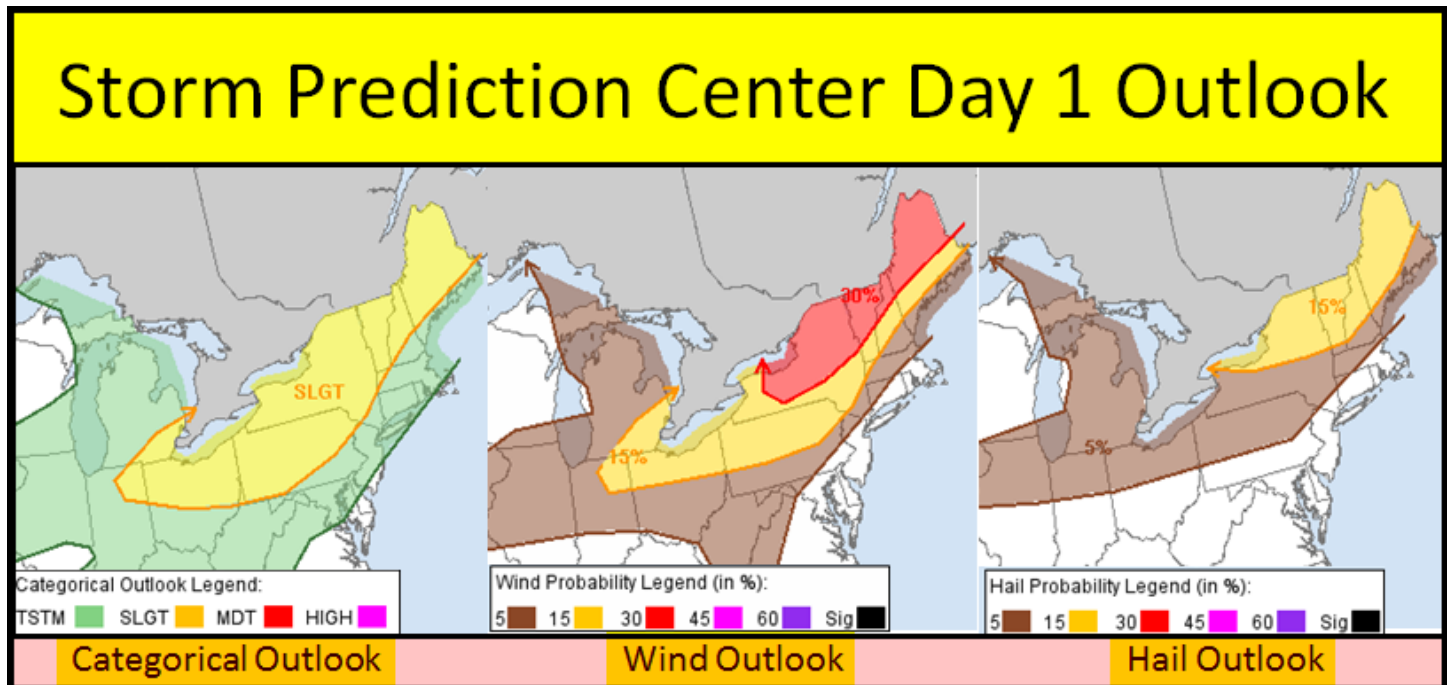 Storm Prediction Center Day 1 Outlook
SLGT
Categorical Outlook Legend:
TSTM SLGT MDT HIGH
30%
15%
Wind Probability Legend (in %):
5 15 30 45 60 Sig
15%
5%
Hail Probability Legend (in %):
5 15 30 45 60 Sig
Categorical Outlook
Wind Outlook
Hail Outlook